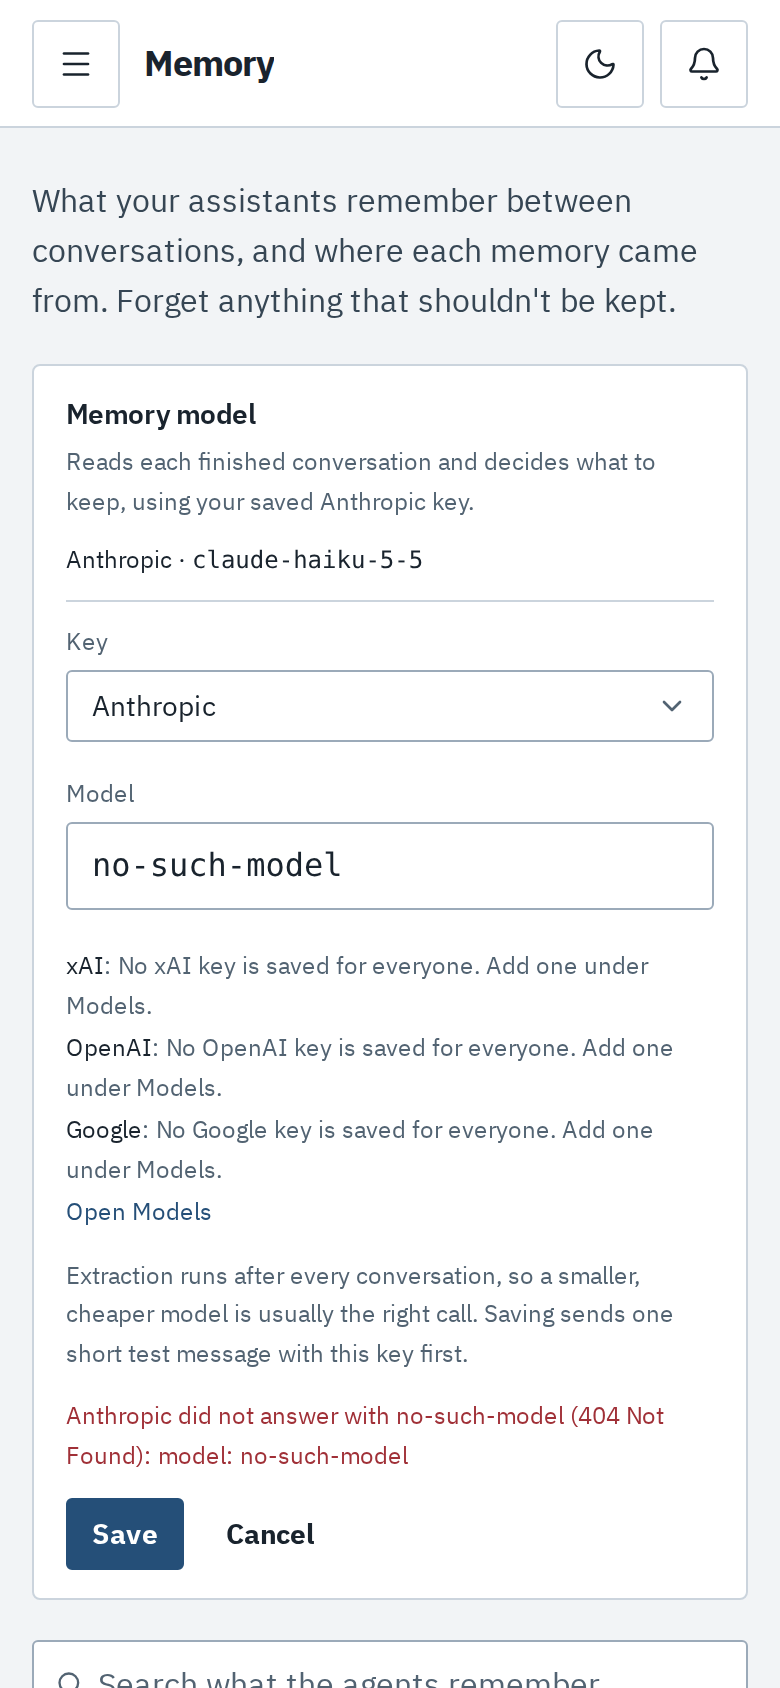 Memory
What your assistants remember between
conversations, and where each memory came
from. Forget anything that shouldn't be kept.
Memory model
Reads each finished conversation and decides what to
keep, using your saved Anthropic key.
Anthropic · claude-haiku-5-5
Key
Anthropic
Model
no-such-model
xAI: No xAI key is saved for everyone. Add one under
Models.
OpenAI: No OpenAI key is saved for everyone. Add one
under Models.
Google: No Google key is saved for everyone. Add one
under Models.
Open Models
Extraction runs after every conversation, so a smaller,
cheaper model is usually the right call. Saving sends one
short test message with this key first.
Anthropic did not answer with no-such-model (404 Not
Found): model: no-such-model
Save Cancel
Search what the agents remember